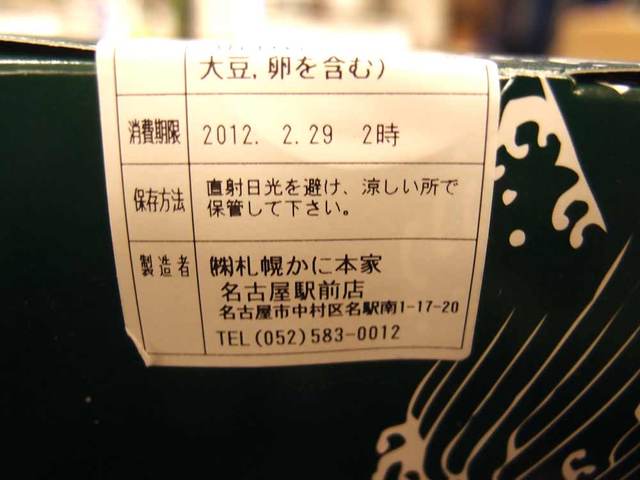 大豆,卵を含む)
消費期限 2012. 2.29 2時
保存方法 直射日光を避け、涼しい所で
保管して下さい。
製造者 ㈱札幌かに本家
名古屋駅前店
名古屋市中村区名駅南1-17-20
TEL(052)583-0012